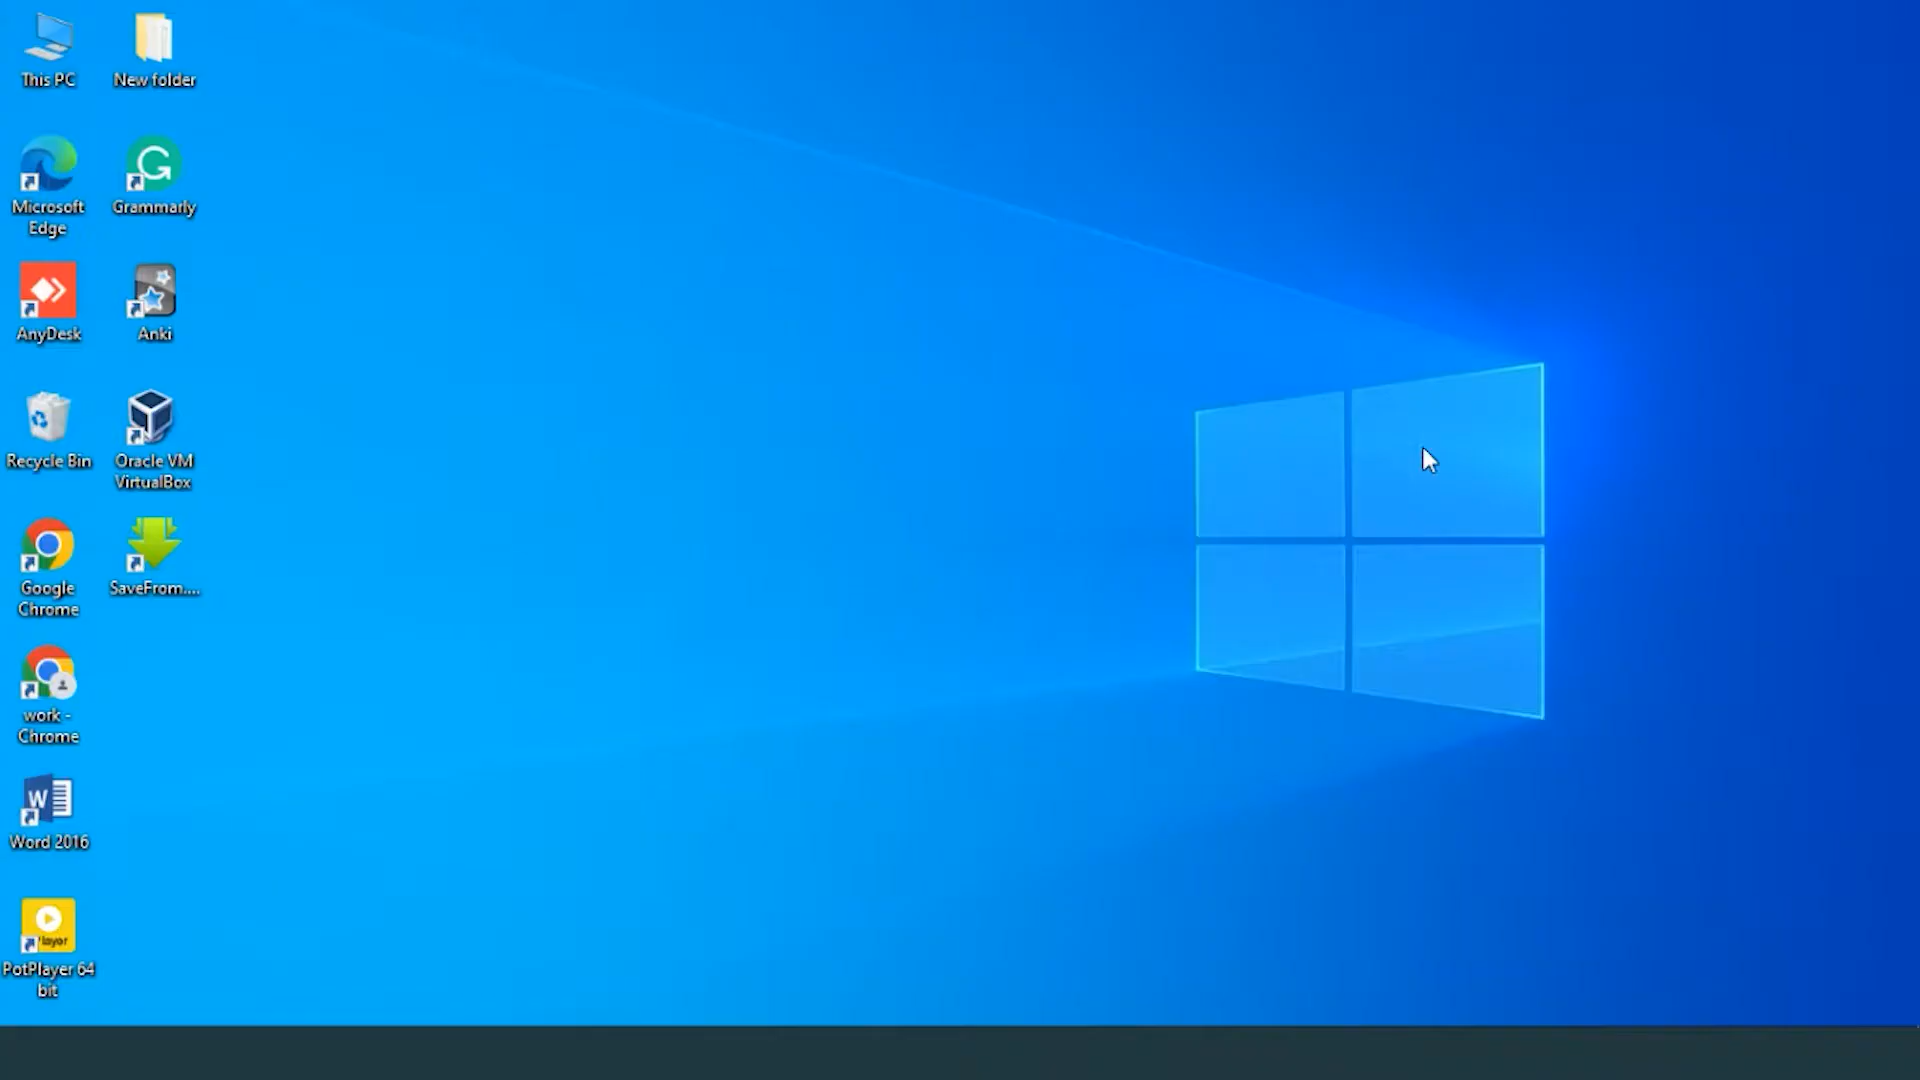 This PC
New folder
Microsoft
Edge
Grammarly
AnyDesk
Anki
Recycle Bin
Oracle VM
VirtualBox
Google
Chrome
SaveFrom....
work -
Chrome
W
Word 2016
layer
PotPlayer 64
bit